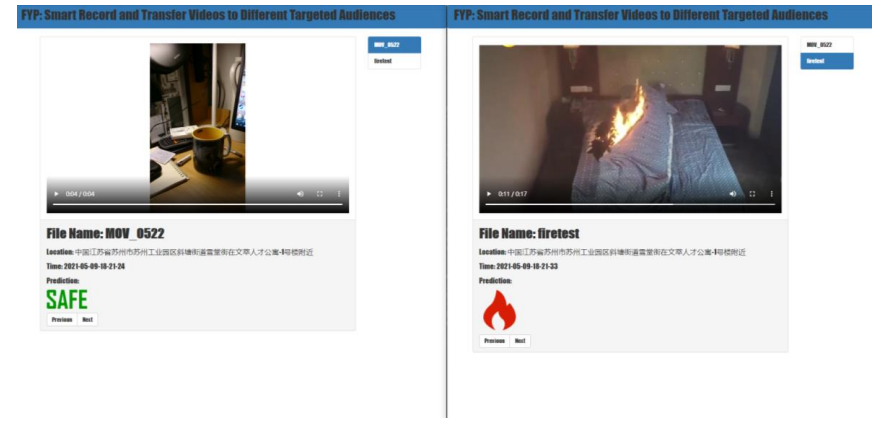 FYP: Smart Record and Transfer Videos to Different Targeted Audiences
MOV_0522
firetest
0:04 / 0:04
File Name: MOV_0522
Location: 中国江苏省苏州市苏州工业园区斜塘街道雪堂街在文萃人才公寓-1号楼附近
Time: 2021-05-09-18-21-24
Prediction:
SAFE
Previous Next
FYP: Smart Record and Transfer Videos to Different Targeted Audiences
MOV_0522
firetest
0:11 / 0:17
File Name: firetest
Location: 中国江苏省苏州市苏州工业园区斜塘街道雪堂街在文萃人才公寓-1号楼附近
Time: 2021-05-09-18-21-33
Prediction:
Previous Next